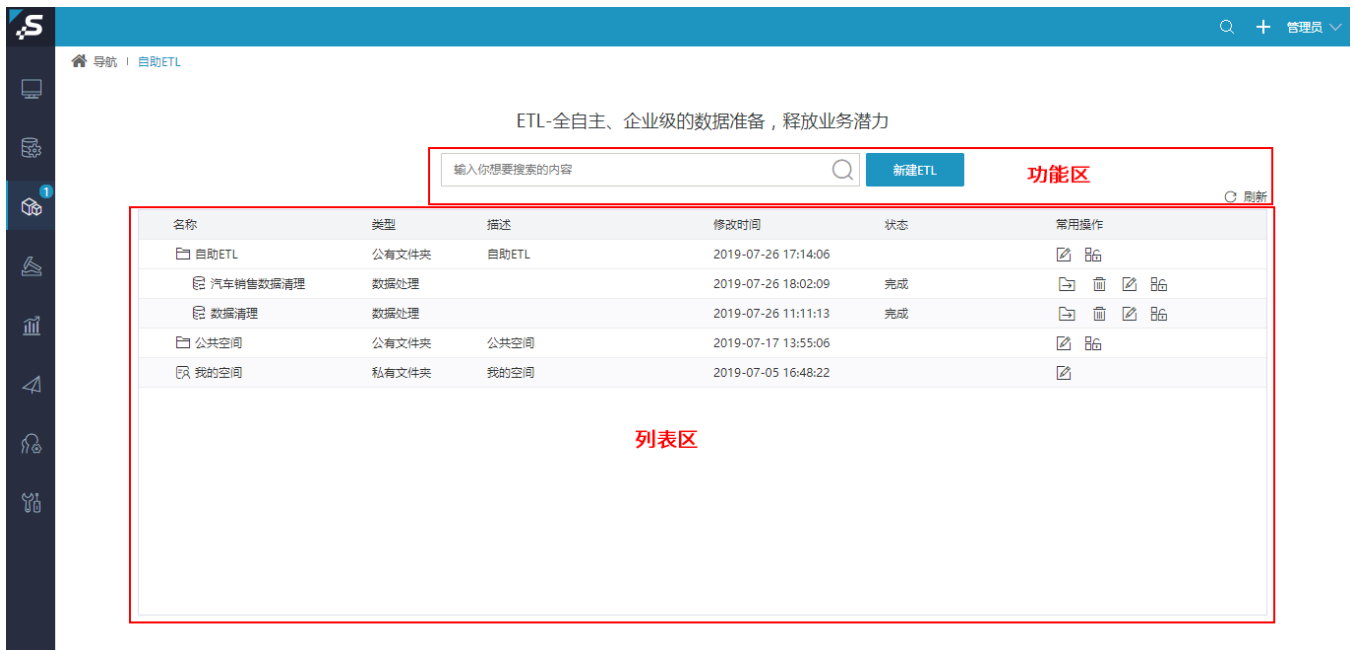 S
管理员
导航 | 自助ETL
ETL-全自主、企业级的数据准备，释放业务潜力
输入你想要搜索的内容 新建ETL 功能区
1
刷新
名称 类型 描述 修改时间 状态 常用操作
自助ETL 公有文件夹 自助ETL 2019-07-26 17:14:06
汽车销售数据清理 数据处理 2019-07-26 18:02:09 完成
数据清理 数据处理 2019-07-26 11:11:13 完成
公共空间 公有文件夹 公共空间 2019-07-17 13:55:06
我的空间 私有文件夹 我的空间 2019-07-05 16:48:22
列表区